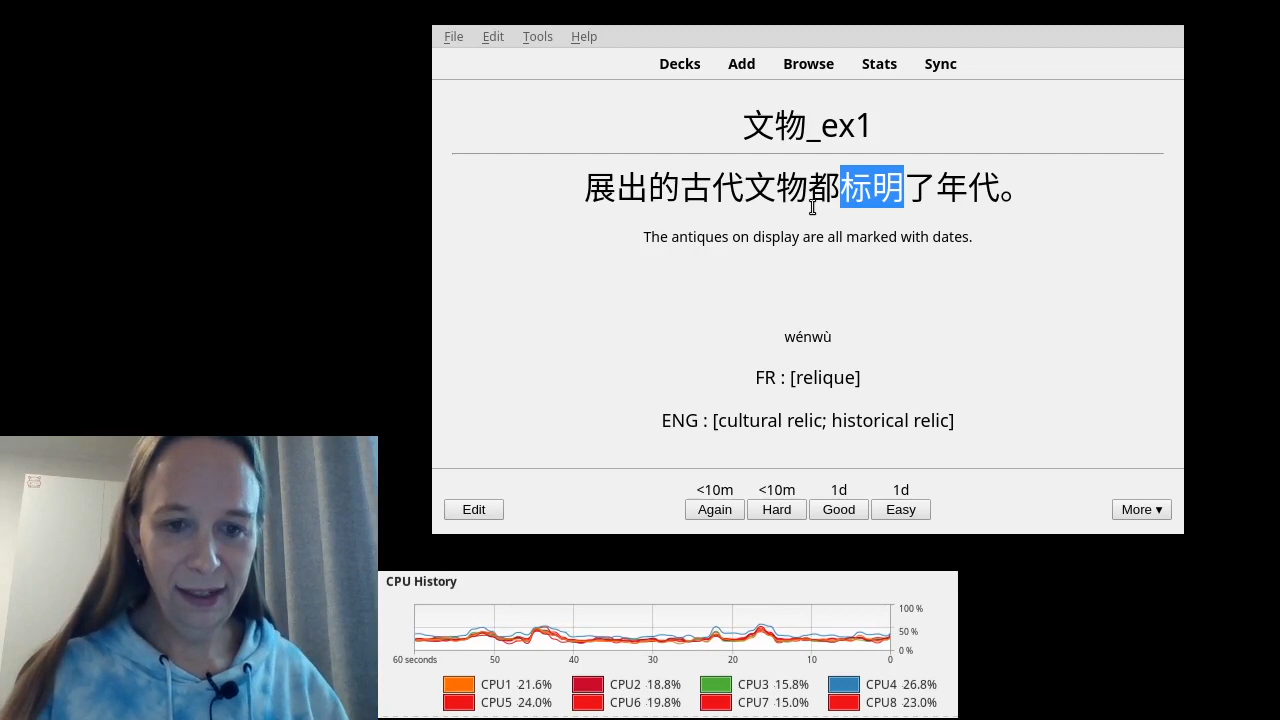 File Edit Tools Help
Decks Add Browse Stats Sync
文物_ex1
展出的古代文物都标明了年代。
The antiques on display are all marked with dates.
wénwù
FR : [relique]
ENG : [cultural relic; historical relic]
<10m <10m 1d 1d
Edit Again Hard Good Easy More ▾
CPU History
100 %
50 %
0 %
60 seconds 50 40 30 20 10 0
CPU1 21.6% CPU2 18.8% CPU3 15.8% CPU4 26.8%
CPU5 24.0% CPU6 19.8% CPU7 15.0% CPU8 23.0%